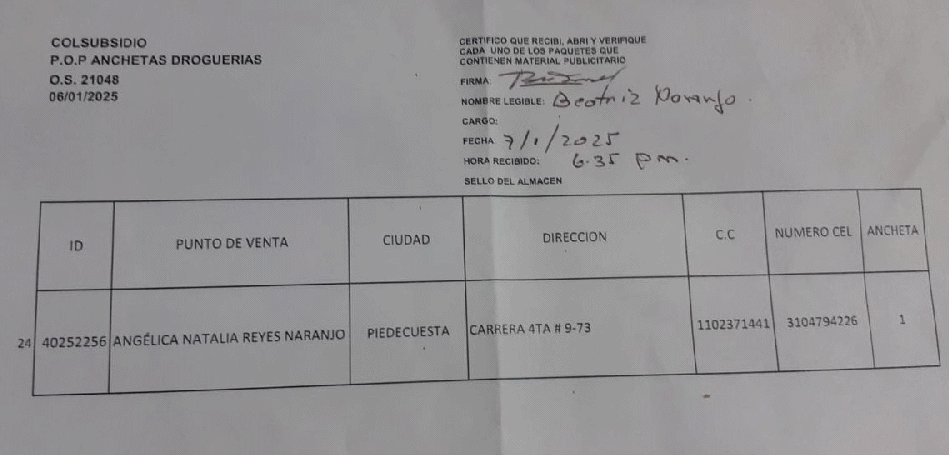 COLSUBSIDIO
P.O.P ANCHETAS DROGUERIAS
O.S. 21048
06/01/2025
CERTIFICO QUE RECIBI, ABRI Y VERIFIQUE
CADA UNO DE LOS PAQUETES QUE
CONTIENEN MATERIAL PUBLICITARIO
FIRMA:
NOMBRE LEGIBLE: Beatriz Naranjo.
CARGO:
FECHA 7/1/2025
HORA RECIBIDO: 6:35 pm.
SELLO DEL ALMACEN
ID PUNTO DE VENTA CIUDAD DIRECCION C.C NUMERO CEL ANCHETA
24 40252256 ANGÉLICA NATALIA REYES NARANJO PIEDECUESTA CARRERA 4TA # 9-73 1102371441 3104794226 1